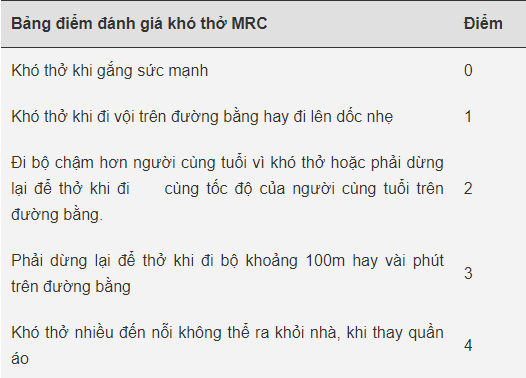 Bảng điểm đánh giá khó thở MRC Điểm
Khó thở khi gắng sức mạnh 0
Khó thở khi đi vội trên đường bằng hay đi lên dốc nhẹ 1
Đi bộ chậm hơn người cùng tuổi vì khó thở hoặc phải dừng
lại để thở khi đi cùng tốc độ của người cùng tuổi trên 2
đường bằng.
Phải dừng lại để thở khi đi bộ khoảng 100m hay vài phút
trên đường bằng 3
Khó thở nhiều đến nỗi không thể ra khỏi nhà, khi thay quần
áo 4